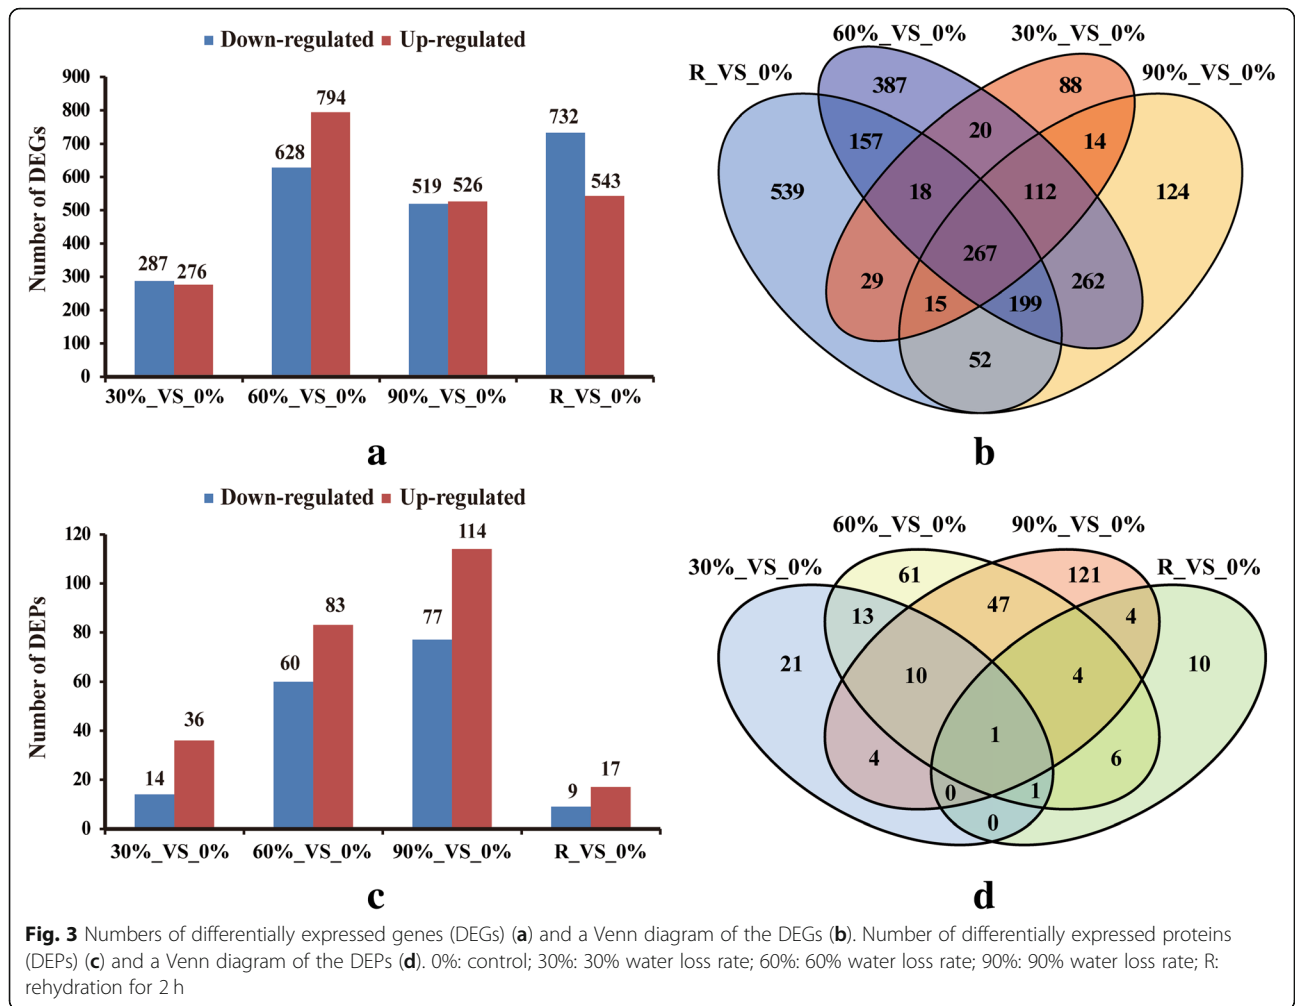 Down-regulated Up-regulated
Number of DEGs
900
800
700
600
500
400
300
200
100
0
287
276
628
794
519
526
732
543
30%_VS_0%
60%_VS_0%
90%_VS_0%
R_VS_0%
a
60%_VS_0%
30%_VS_0%
R_VS_0%
90%_VS_0%
387
88
20
157
14
539
18
112
124
267
29
15
199
262
52
b
Down-regulated Up-regulated
Number of DEPs
120
100
80
60
40
20
0
14
36
60
83
77
114
9
17
30%_VS_0%
60%_VS_0%
90%_VS_0%
R_VS_0%
c
60%_VS_0%
90%_VS_0%
30%_VS_0%
R_VS_0%
61
121
47
13
4
21
10
4
10
1
4
6
0
1
0
d
Fig. 3 Numbers of differentially expressed genes (DEGs) (a) and a Venn diagram of the DEGs (b). Number of differentially expressed proteins
(DEPs) (c) and a Venn diagram of the DEPs (d). 0%: control; 30%: 30% water loss rate; 60%: 60% water loss rate; 90%: 90% water loss rate; R:
rehydration for 2 h